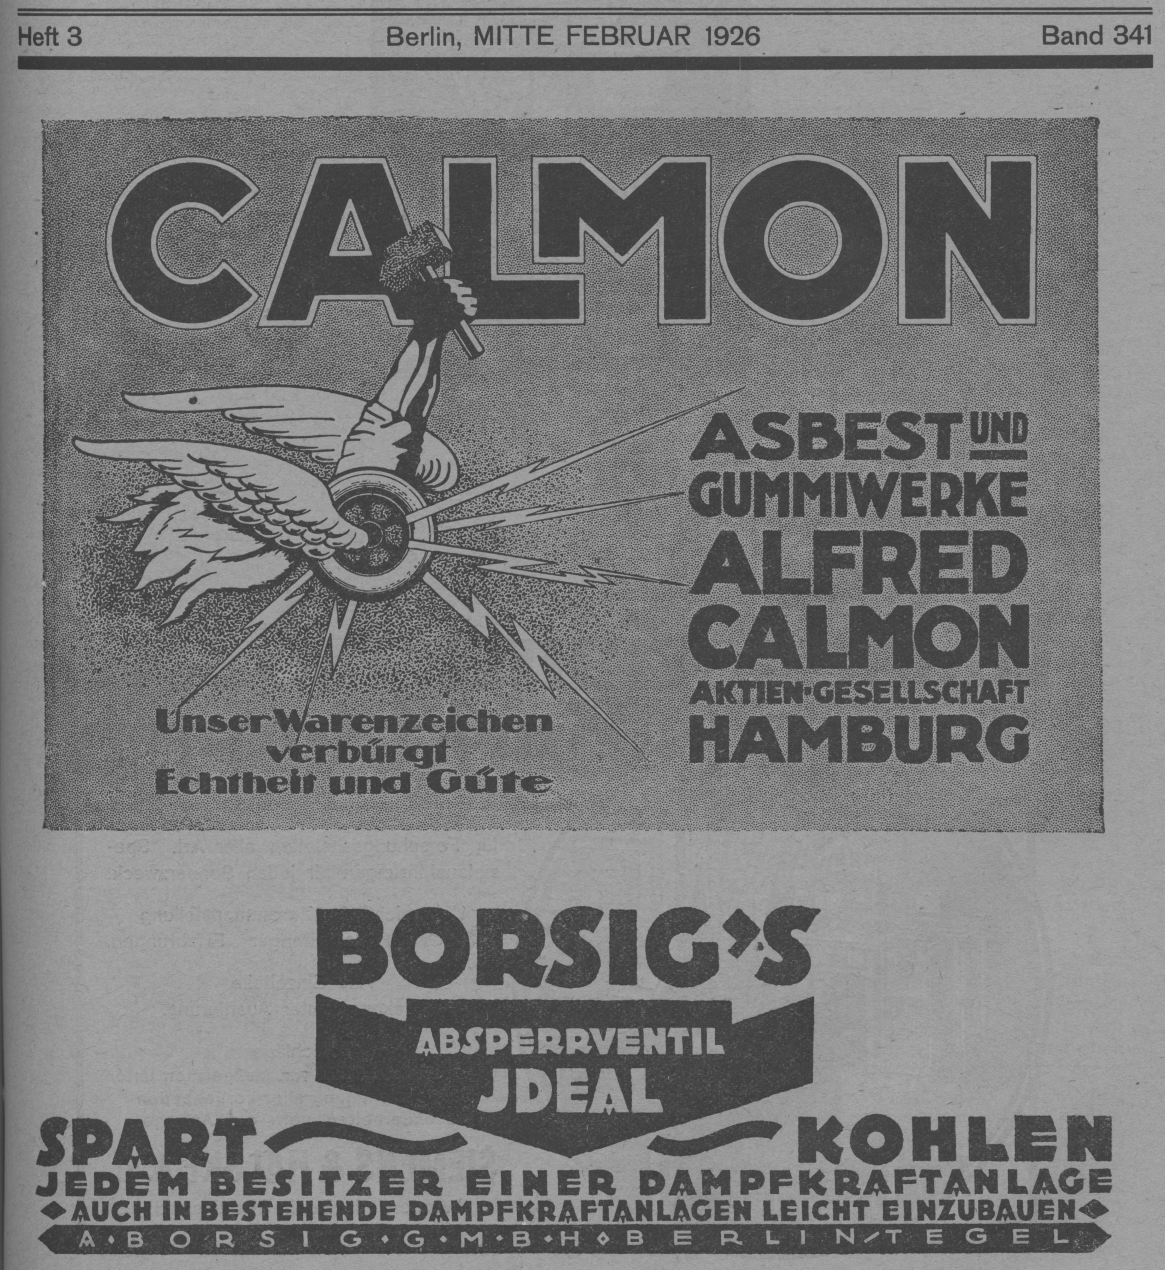 Heft 3 Berlin, MITTE FEBRUAR 1926 Band 341
CALMON
ASBEST UND
GUMMIWERKE
ALFRED
CALMON
AKTIEN-GESELLSCHAFT
HAMBURG
Unser Warenzeichen
verbürgt
Echtheit und Güte
BORSIG'S
ABSPERRVENTIL
JDEAL
SPART KOHLEN
JEDEM BESITZER EINER DAMPFKRAFTANLAGE
AUCH IN BESTEHENDE DAMPFKRAFTANLAGEN LEICHT EINZUBAUEN
A·BORSIG·G·M·B·H◊BERLIN/TEGEL